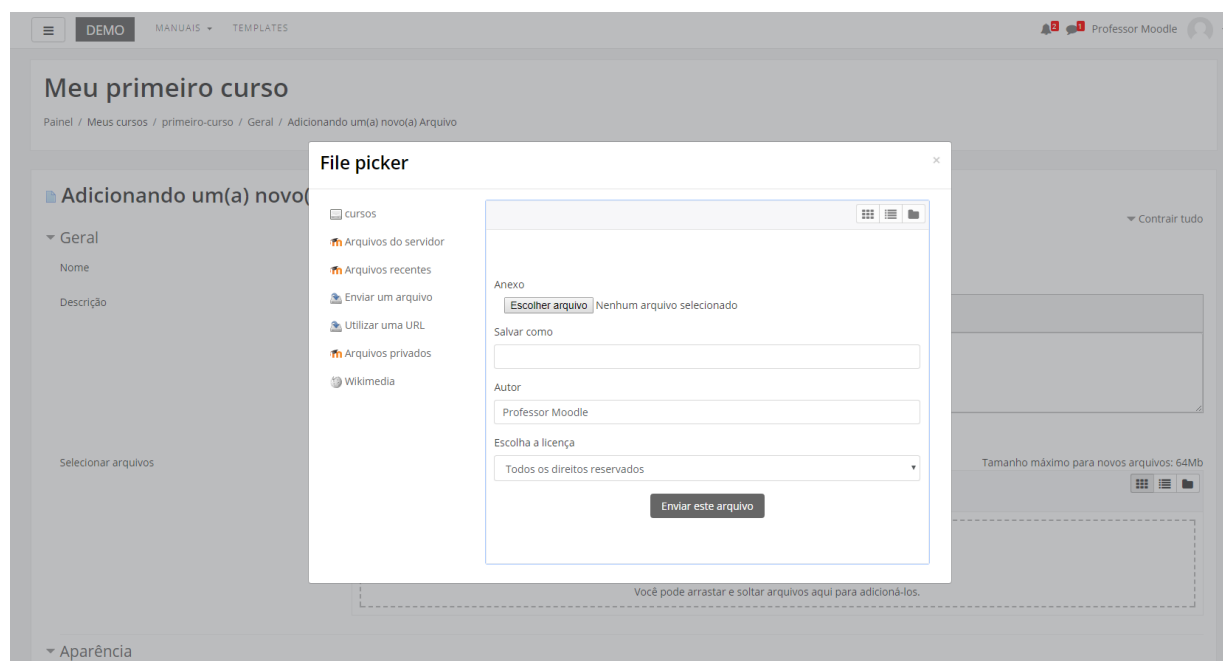 DEMO MANUAIS TEMPLATES 2 1 Professor Moodle
Meu primeiro curso
Painel / Meus cursos / primeiro-curso / Geral / Adicionando um(a) novo(a) Arquivo
File picker ×
Adicionando um(a) novo(
Contrair tudo
Geral
Nome
Descrição
cursos
Arquivos do servidor
Arquivos recentes
Enviar um arquivo
Utilizar uma URL
Arquivos privados
Wikimedia
Anexo
Escolher arquivo Nenhum arquivo selecionado
Salvar como
Autor
Professor Moodle
Escolha a licença
Todos os direitos reservados
Enviar este arquivo
Selecionar arquivos
Tamanho máximo para novos arquivos: 64Mb
Você pode arrastar e soltar arquivos aqui para adicioná-los.
Aparência